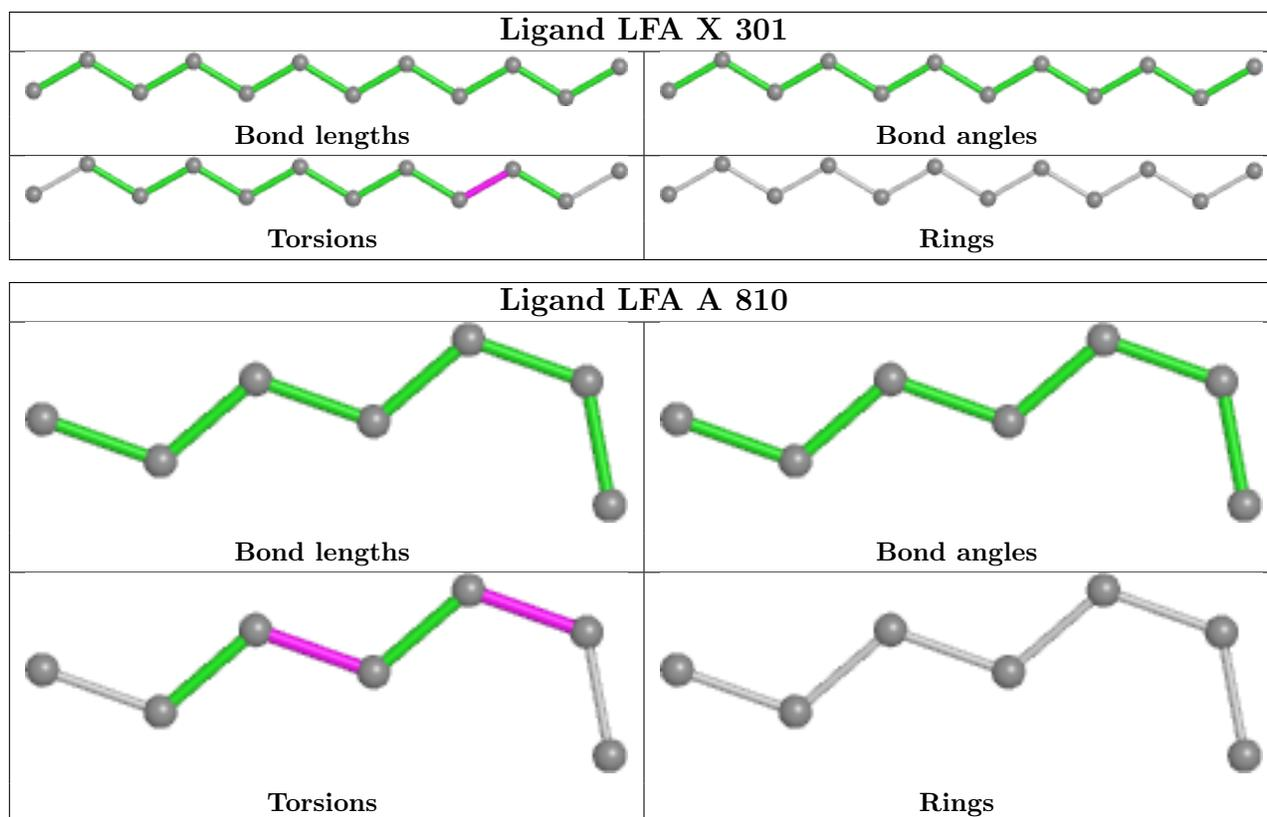 Ligand LFA X 301
Bond lengths
Bond angles
Torsions
Rings
Ligand LFA A 810
Bond lengths
Bond angles
Torsions
Rings